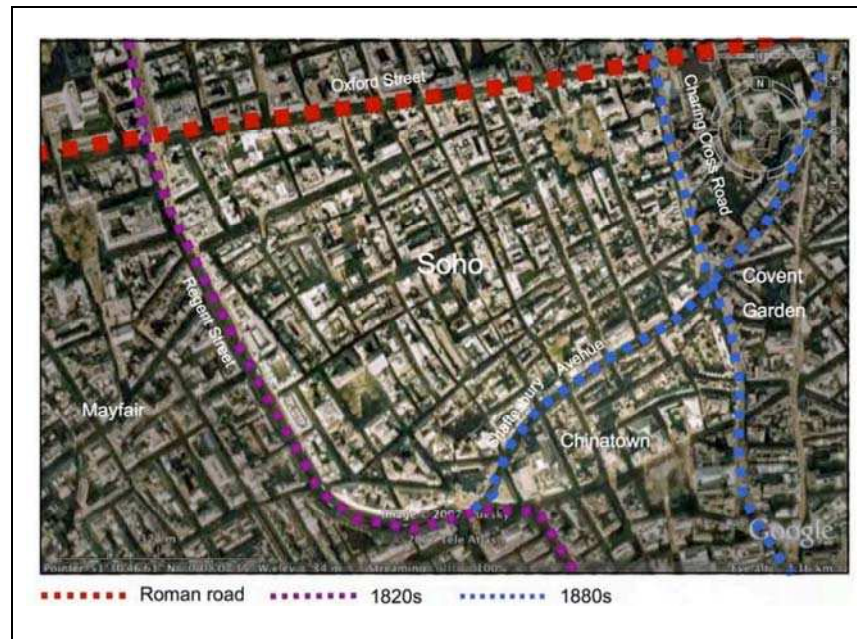 Oxford Street
N
Charing Cross Road
Soho
Covent
Garden
Regent Street
Shaftesbury Avenue
Mayfair
Chinatown
Google
Roman road
1820s
1880s